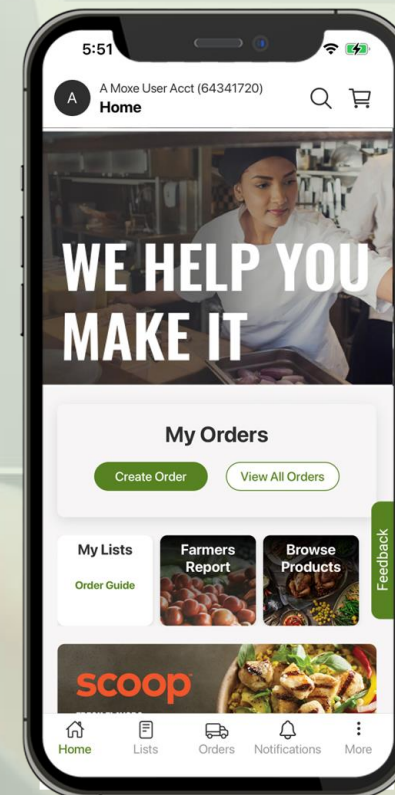 5:51
A
A Moxe User Acct (64341720)
Home
WE HELP YOU
MAKE IT
My Orders
Create Order
View All Orders
My Lists
Order Guide
Farmers
Report
Browse
Products
Feedback
scoop
Home
Lists
Orders
Notifications
More